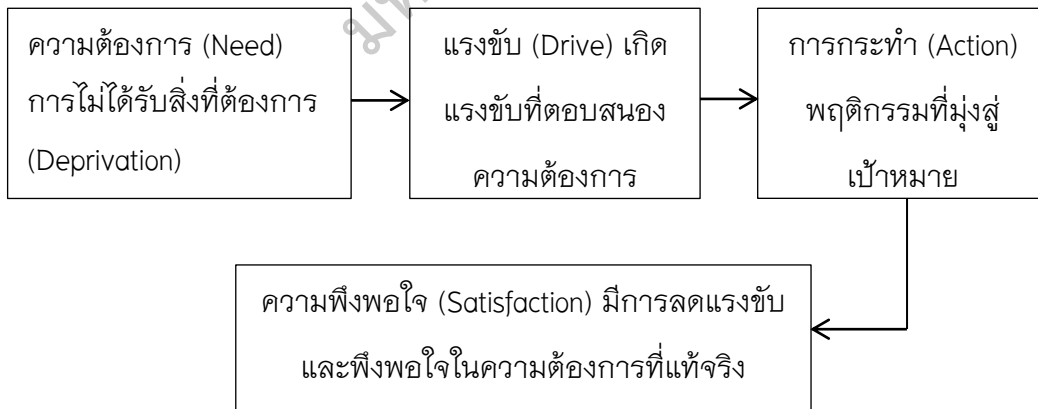 ความต้องการ (Need)
การไม่ได้รับสิ่งที่ต้องการ
(Deprivation)
แรงขับ (Drive) เกิด
แรงขับที่ตอบสนอง
ความต้องการ
การกระทำ (Action)
พฤติกรรมที่มุ่งสู่
เป้าหมาย
ความพึงพอใจ (Satisfaction) มีการลดแรงขับ
และพึงพอใจในความต้องการที่แท้จริง